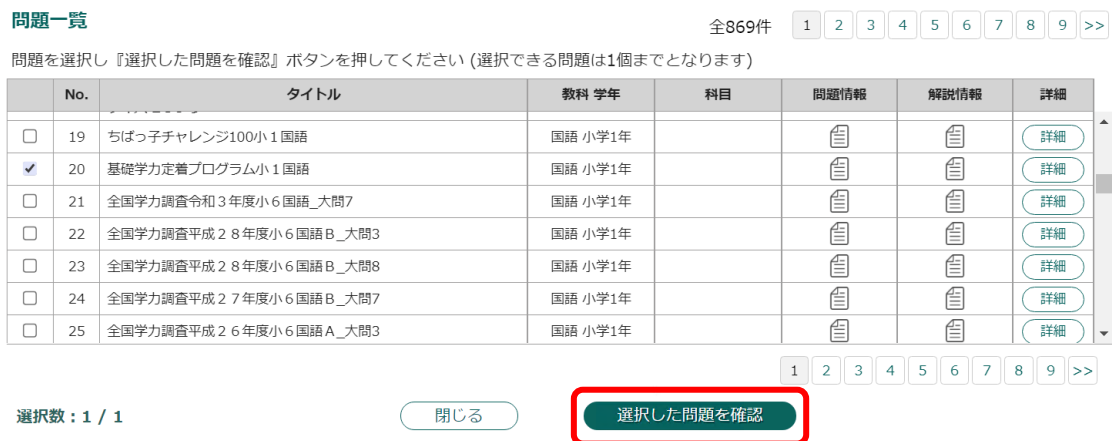 問題一覧
全869件 1 2 3 4 5 6 7 8 9 >>
問題を選択し『選択した問題を確認』ボタンを押してください (選択できる問題は1個までとなります)
No. タイトル 教科 学年 科目 問題情報 解説情報 詳細
19 ちばっ子チャレンジ100小１国語 国語 小学1年 詳細
20 基礎学力定着プログラム小１国語 国語 小学1年 詳細
21 全国学力調査令和３年度小６国語_大問7 国語 小学1年 詳細
22 全国学力調査平成２８年度小６国語Ｂ_大問3 国語 小学1年 詳細
23 全国学力調査平成２８年度小６国語Ｂ_大問8 国語 小学1年 詳細
24 全国学力調査平成２７年度小６国語Ｂ_大問7 国語 小学1年 詳細
25 全国学力調査平成２６年度小６国語Ａ_大問3 国語 小学1年 詳細
1 2 3 4 5 6 7 8 9 >>
選択数：1 / 1 閉じる 選択した問題を確認